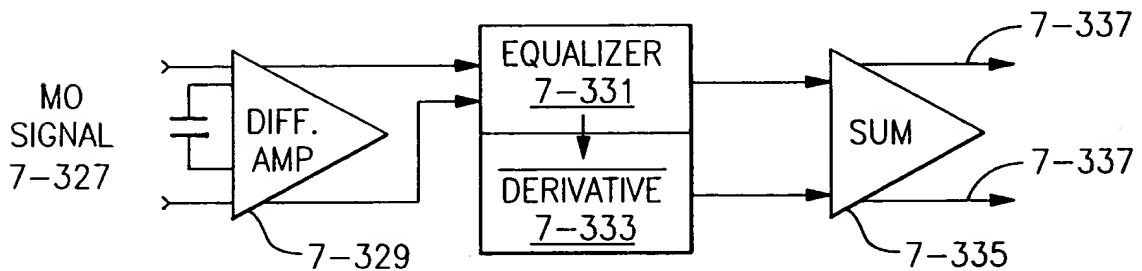 MO
SIGNAL
7-327
DIFF.
AMP
7-329
EQUALIZER
7-331
DERIVATIVE
7-333
SUM
7-335
7-337
7-337